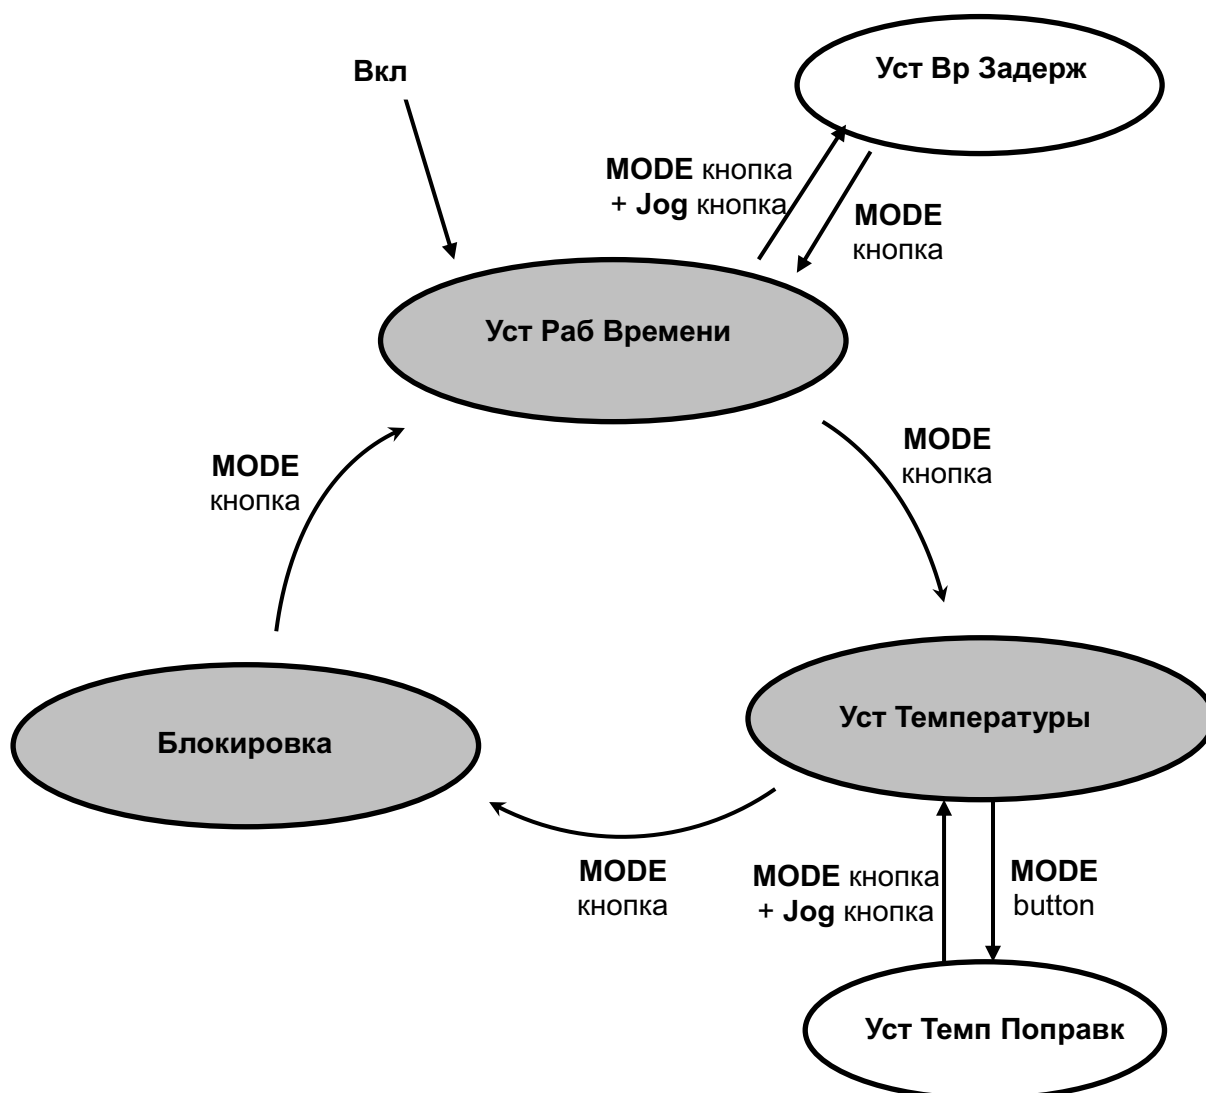 Уст Вр Задерж
Вкл
MODE кнопка
+ Jog кнопка
MODE
кнопка
Уст Раб Времени
MODE
кнопка
MODE
кнопка
Уст Температуры
Блокировка
MODE
кнопка
MODE кнопка
+ Jog кнопка
MODE
button
Уст Темп Поправк